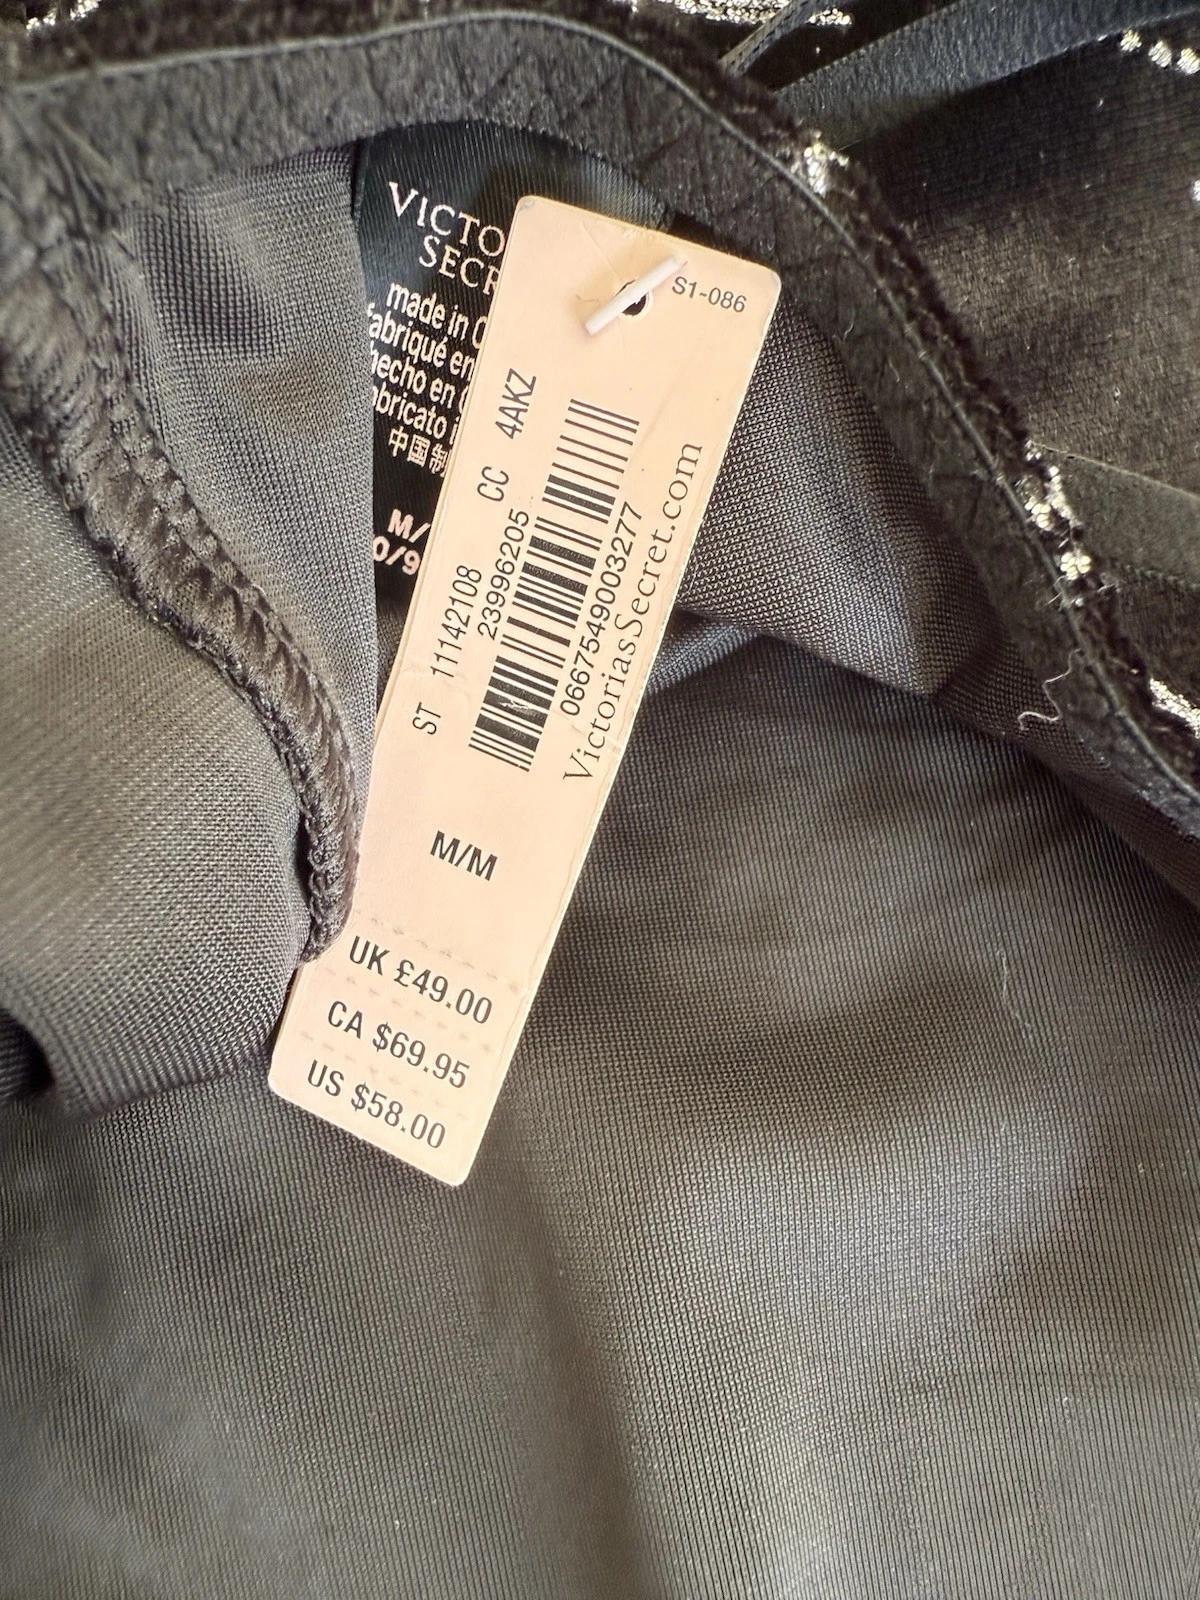 VICTO
SECR
made in C
fabriqué en
hecho en C
bricato i
中国制
M/
0/9
S1-086
ST 11142108 CC 4AKZ
23996205
0667549003277
VictoriasSecret.com
M/M
UK £49.00
CA $69.95
US $58.00